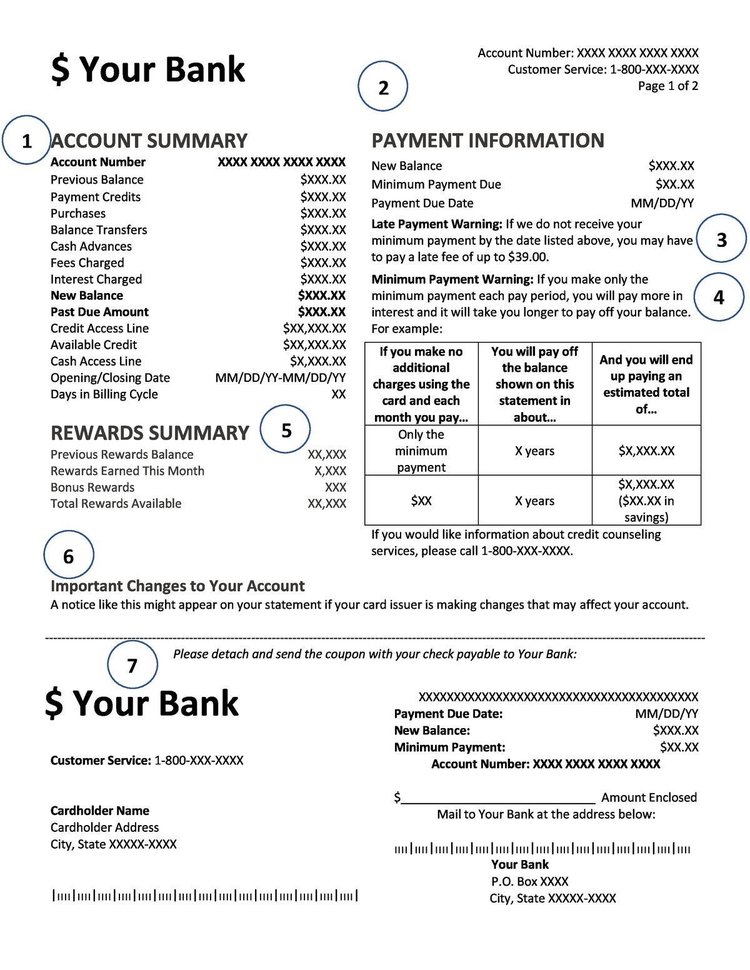 $ Your Bank
Account Number: XXXX XXXX XXXX XXXX
Customer Service: 1-800-XXX-XXXX
Page 1 of 2
2
1
ACCOUNT SUMMARY
Account Number XXXX XXXX XXXX XXXX
Previous Balance $XXX.XX
Payment Credits $XXX.XX
Purchases $XXX.XX
Balance Transfers $XXX.XX
Cash Advances $XXX.XX
Fees Charged $XXX.XX
Interest Charged $XXX.XX
New Balance $XXX.XX
Past Due Amount $XXX.XX
Credit Access Line $XX,XXX.XX
Available Credit $XX,XXX.XX
Cash Access Line $X,XXX.XX
Opening/Closing Date MM/DD/YY-MM/DD/YY
Days in Billing Cycle XX
REWARDS SUMMARY
5
Previous Rewards Balance XX,XXX
Rewards Earned This Month X,XXX
Bonus Rewards XXX
Total Rewards Available XX,XXX
PAYMENT INFORMATION
New Balance $XXX.XX
Minimum Payment Due $XX.XX
Payment Due Date MM/DD/YY
Late Payment Warning: If we do not receive your
minimum payment by the date listed above, you may have
to pay a late fee of up to $39.00.
3
Minimum Payment Warning: If you make only the
minimum payment each pay period, you will pay more in
interest and it will take you longer to pay off your balance.
For example:
4
If you make no
additional
charges using the
card and each
month you pay...
You will pay off
the balance
shown on this
statement in
about...
And you will end
up paying an
estimated total
of...
Only the
minimum
payment
X years
$X,XXX.XX
$XX
X years
$X,XXX.XX
($XX.XX in
savings)
If you would like information about credit counseling
services, please call 1-800-XXX-XXXX.
6
Important Changes to Your Account
A notice like this might appear on your statement if your card issuer is making changes that may affect your account.
7
Please detach and send the coupon with your check payable to Your Bank:
$ Your Bank
Customer Service: 1-800-XXX-XXXX
Cardholder Name
Cardholder Address
City, State XXXXX-XXXX
XXXXXXXXXXXXXXXXXXXXXXXXXXXXXXXXXXXXXXX
Payment Due Date: MM/DD/YY
New Balance: $XXX.XX
Minimum Payment: $XX.XX
Account Number: XXXX XXXX XXXX XXXX
$______________________________ Amount Enclosed
Mail to Your Bank at the address below:
Your Bank
P.O. Box XXXX
City, State XXXXX-XXXX